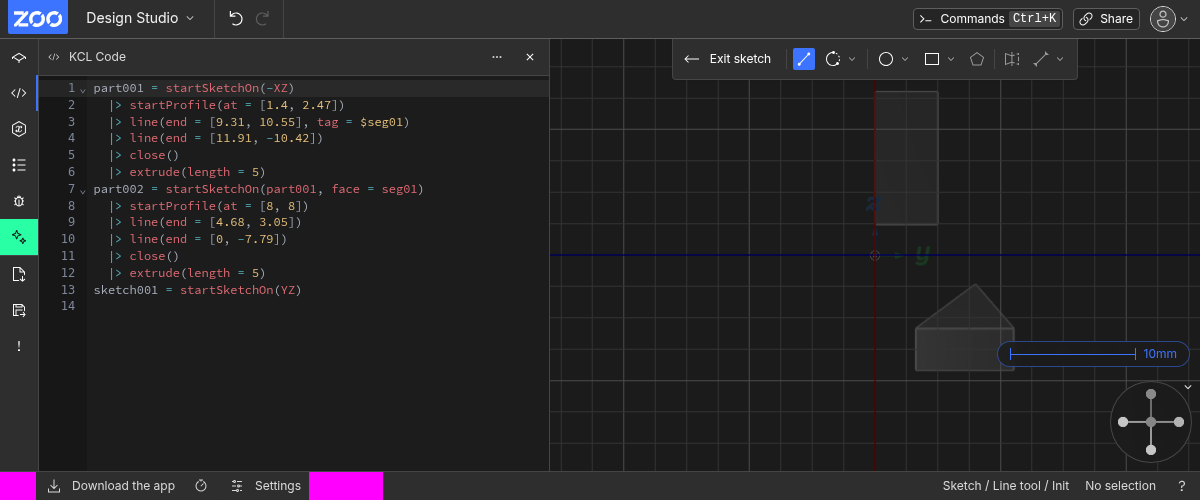 ZOO Design Studio Commands Ctrl+K Share
KCL Code
Exit sketch
1 part001 = startSketchOn(-XZ)
2 |> startProfile(at = [1.4, 2.47])
3 |> line(end = [9.31, 10.55], tag = $seg01)
4 |> line(end = [11.91, -10.42])
5 |> close()
6 |> extrude(length = 5)
7 part002 = startSketchOn(part001, face = seg01)
8 |> startProfile(at = [8, 8])
9 |> line(end = [4.68, 3.05])
10 |> line(end = [0, -7.79])
11 |> close()
12 |> extrude(length = 5)
13 sketch001 = startSketchOn(YZ)
14
z
y
10mm
Download the app Settings Sketch / Line tool / Init No selection ?